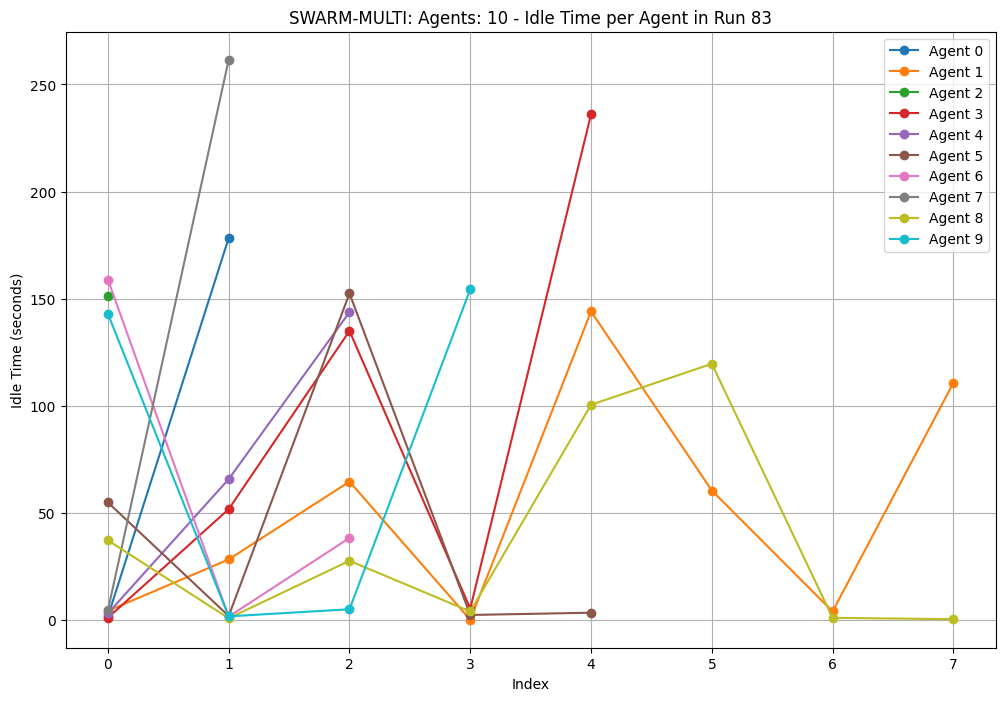 SWARM-MULTI: Agents: 10 - Idle Time per Agent in Run 83
Idle Time (seconds)
250
200
150
100
50
0
0 1 2 3 4 5 6 7
Index
Agent 0
Agent 1
Agent 2
Agent 3
Agent 4
Agent 5
Agent 6
Agent 7
Agent 8
Agent 9